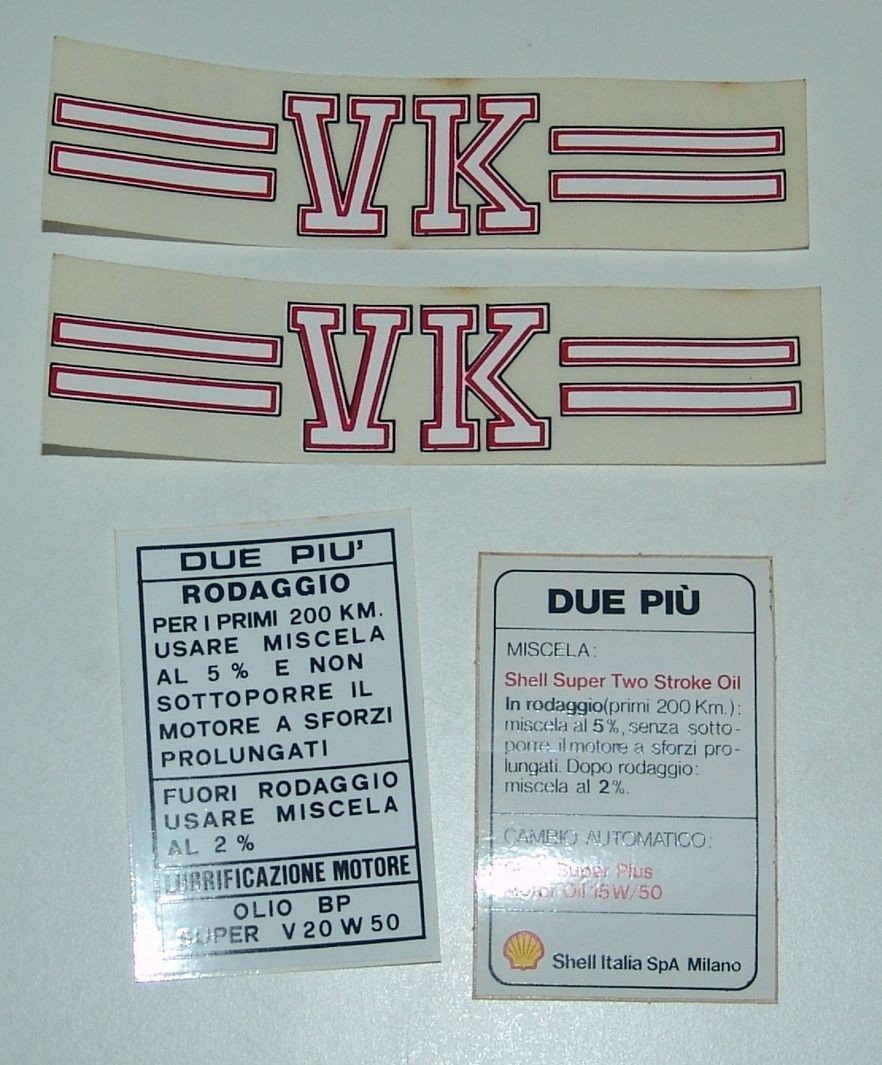 VK
VK
DUE PIU'
RODAGGIO
PER I PRIMI 200 KM.
USARE MISCELA
AL 5 % E NON
SOTTOPORRE IL
MOTORE A SFORZI
PROLUNGATI
FUORI RODAGGIO
USARE MISCELA
AL 2 %
LUBRIFICAZIONE MOTORE
OLIO BP
SUPER V 20 W 50
DUE PIÙ
MISCELA:
Shell Super Two Stroke Oil
In rodaggio(primi 200 Km.):
miscela al 5%, senza sotto-
porre il motore a sforzi pro-
lungati. Dopo rodaggio:
miscela al 2%.
CAMBIO AUTOMATICO:
Super Plus
Motor Oil 15W/50
Shell Italia SpA Milano